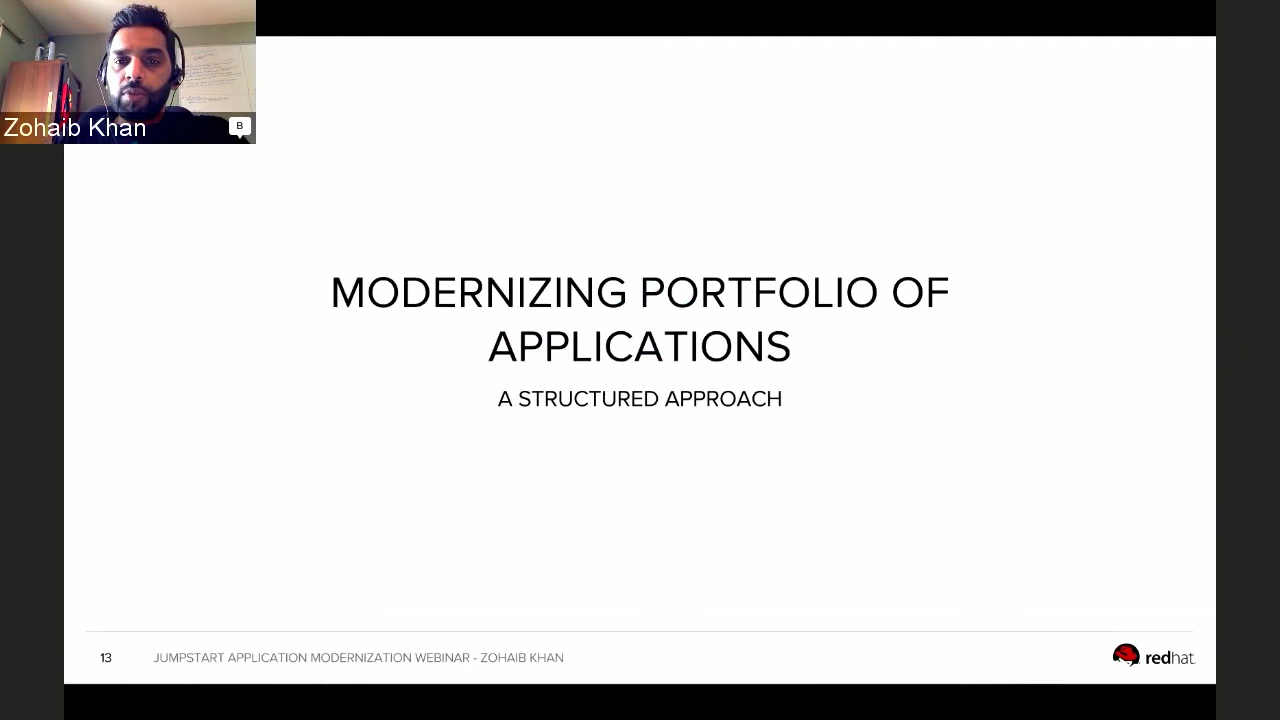 Zohaib Khan
B
MODERNIZING PORTFOLIO OF
APPLICATIONS
A STRUCTURED APPROACH
13 JUMPSTART APPLICATION MODERNIZATION WEBINAR - ZOHAIB KHAN
redhat.